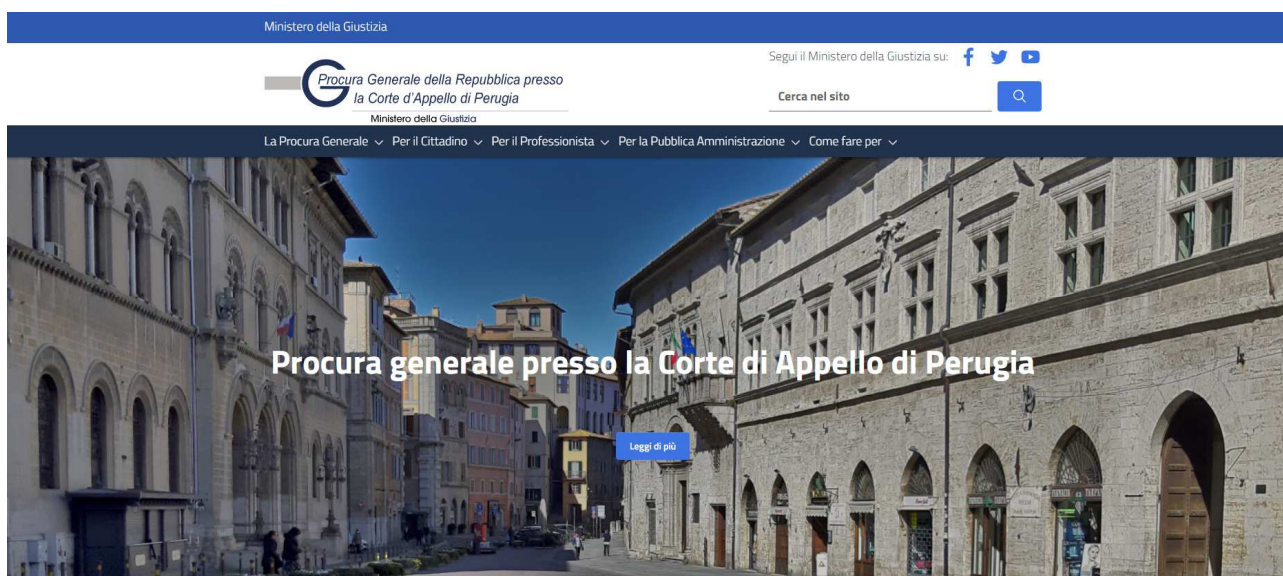 Ministero della Giustizia
Procura Generale della Repubblica presso
la Corte d'Appello di Perugia
Ministero della Giustizia
Segui il Ministero della Giustizia su:
Cerca nel sito
La Procura Generale Per il Cittadino Per il Professionista Per la Pubblica Amministrazione Come fare per
Procura generale presso la Corte di Appello di Perugia
Leggi di più